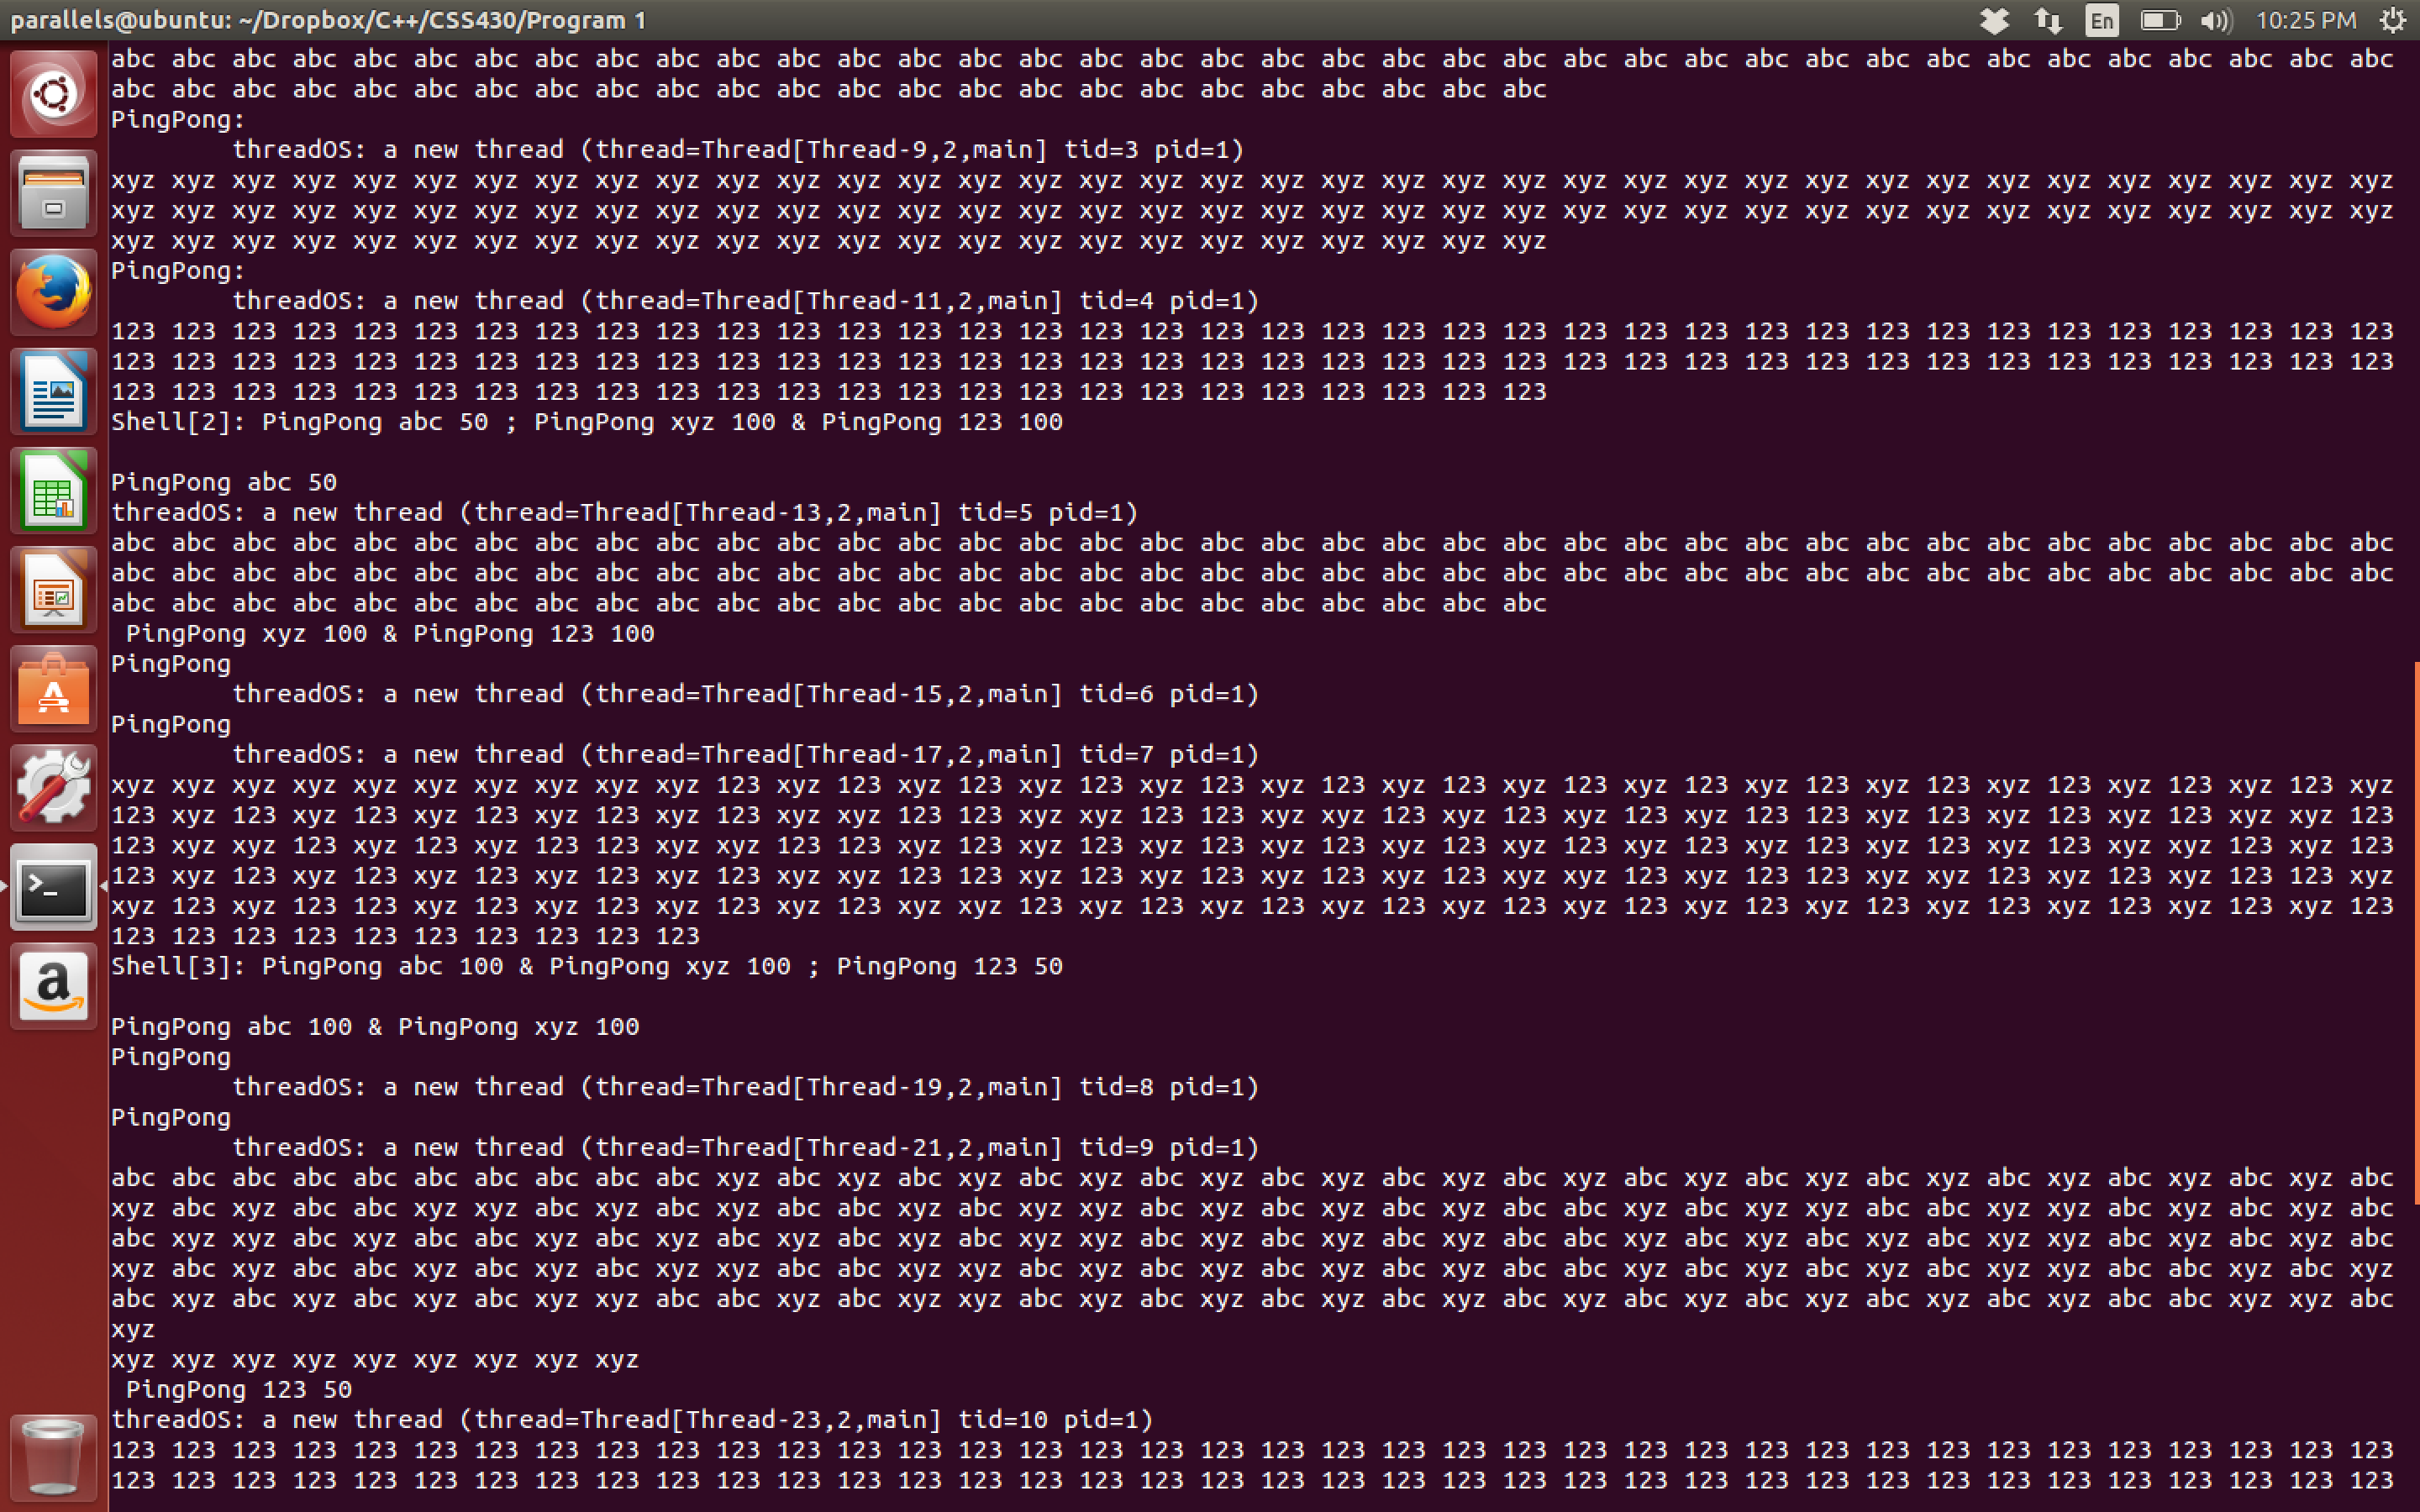 parallels@ubuntu: ~/Dropbox/C++/CSS430/Program 1
En 10:25 PM
abc abc abc abc abc abc abc abc abc abc abc abc abc abc abc abc abc abc abc abc abc abc abc abc abc abc abc abc abc abc abc abc abc abc abc abc abc abc
abc abc abc abc abc abc abc abc abc abc abc abc abc abc abc abc abc abc abc abc abc abc abc abc
PingPong:
threadOS: a new thread (thread=Thread[Thread-9,2,main] tid=3 pid=1)
xyz xyz xyz xyz xyz xyz xyz xyz xyz xyz xyz xyz xyz xyz xyz xyz xyz xyz xyz xyz xyz xyz xyz xyz xyz xyz xyz xyz xyz xyz xyz xyz xyz xyz xyz xyz xyz xyz
xyz xyz xyz xyz xyz xyz xyz xyz xyz xyz xyz xyz xyz xyz xyz xyz xyz xyz xyz xyz xyz xyz xyz xyz xyz xyz xyz xyz xyz xyz xyz xyz xyz xyz xyz xyz xyz xyz
xyz xyz xyz xyz xyz xyz xyz xyz xyz xyz xyz xyz xyz xyz xyz xyz xyz xyz xyz xyz xyz xyz xyz xyz
PingPong:
threadOS: a new thread (thread=Thread[Thread-11,2,main] tid=4 pid=1)
123 123 123 123 123 123 123 123 123 123 123 123 123 123 123 123 123 123 123 123 123 123 123 123 123 123 123 123 123 123 123 123 123 123 123 123 123 123
123 123 123 123 123 123 123 123 123 123 123 123 123 123 123 123 123 123 123 123 123 123 123 123 123 123 123 123 123 123 123 123 123 123 123 123 123 123
123 123 123 123 123 123 123 123 123 123 123 123 123 123 123 123 123 123 123 123 123 123 123 123
Shell[2]: PingPong abc 50 ; PingPong xyz 100 & PingPong 123 100
PingPong abc 50
threadOS: a new thread (thread=Thread[Thread-13,2,main] tid=5 pid=1)
abc abc abc abc abc abc abc abc abc abc abc abc abc abc abc abc abc abc abc abc abc abc abc abc abc abc abc abc abc abc abc abc abc abc abc abc abc abc
abc abc abc abc abc abc abc abc abc abc abc abc abc abc abc abc abc abc abc abc abc abc abc abc abc abc abc abc abc abc abc abc abc abc abc abc abc abc
abc abc abc abc abc abc abc abc abc abc abc abc abc abc abc abc abc abc abc abc abc abc abc abc
PingPong xyz 100 & PingPong 123 100
PingPong
threadOS: a new thread (thread=Thread[Thread-15,2,main] tid=6 pid=1)
PingPong
threadOS: a new thread (thread=Thread[Thread-17,2,main] tid=7 pid=1)
xyz xyz xyz xyz xyz xyz xyz xyz xyz xyz 123 xyz 123 xyz 123 xyz 123 xyz 123 xyz 123 xyz 123 xyz 123 xyz 123 xyz 123 xyz 123 xyz 123 xyz 123 xyz 123 xyz
123 xyz 123 xyz 123 xyz 123 xyz 123 xyz 123 xyz xyz 123 123 xyz xyz 123 123 xyz xyz 123 xyz 123 xyz 123 xyz 123 123 xyz xyz 123 xyz 123 xyz 123 xyz 123
123 xyz xyz 123 xyz 123 xyz 123 123 xyz xyz 123 123 xyz 123 xyz 123 xyz 123 xyz 123 xyz 123 xyz 123 xyz 123 xyz 123 xyz 123 xyz 123 xyz 123 xyz xyz 123
123 xyz 123 xyz 123 xyz 123 xyz 123 xyz 123 xyz xyz 123 123 xyz 123 xyz 123 xyz 123 xyz 123 xyz xyz 123 xyz 123 123 xyz xyz 123 xyz 123 xyz 123 123 xyz
xyz 123 xyz 123 xyz 123 xyz 123 xyz 123 xyz 123 xyz 123 xyz 123 xyz 123 xyz 123 xyz 123 xyz 123 xyz 123 xyz 123 xyz 123 xyz 123 xyz 123 xyz 123 xyz 123
123 123 123 123 123 123 123 123 123 123
Shell[3]: PingPong abc 100 & PingPong xyz 100 ; PingPong 123 50
PingPong abc 100 & PingPong xyz 100
PingPong
threadOS: a new thread (thread=Thread[Thread-19,2,main] tid=8 pid=1)
PingPong
threadOS: a new thread (thread=Thread[Thread-21,2,main] tid=9 pid=1)
abc abc abc abc abc abc abc abc abc abc xyz abc xyz abc xyz abc xyz abc xyz abc xyz abc xyz abc xyz abc xyz abc xyz abc xyz abc xyz abc xyz abc xyz abc
xyz abc xyz abc abc xyz xyz abc xyz abc xyz abc abc xyz abc xyz xyz abc xyz abc xyz abc xyz abc abc xyz abc xyz xyz abc abc xyz xyz abc xyz abc xyz abc
abc xyz xyz abc xyz abc abc xyz abc xyz abc xyz abc xyz abc xyz xyz abc xyz abc xyz abc xyz abc abc xyz abc xyz abc xyz abc xyz xyz abc xyz abc xyz abc
xyz abc xyz abc abc xyz abc xyz abc xyz xyz abc abc xyz xyz abc xyz abc xyz abc xyz abc xyz abc abc xyz abc xyz abc xyz abc xyz xyz abc abc xyz abc xyz
abc xyz abc xyz abc xyz abc xyz xyz abc abc xyz abc xyz xyz abc xyz abc xyz abc xyz abc xyz abc xyz abc xyz abc xyz abc xyz abc xyz abc abc xyz xyz abc
xyz
xyz xyz xyz xyz xyz xyz xyz xyz xyz
PingPong 123 50
threadOS: a new thread (thread=Thread[Thread-23,2,main] tid=10 pid=1)
123 123 123 123 123 123 123 123 123 123 123 123 123 123 123 123 123 123 123 123 123 123 123 123 123 123 123 123 123 123 123 123 123 123 123 123 123 123
123 123 123 123 123 123 123 123 123 123 123 123 123 123 123 123 123 123 123 123 123 123 123 123 123 123 123 123 123 123 123 123 123 123 123 123 123 123